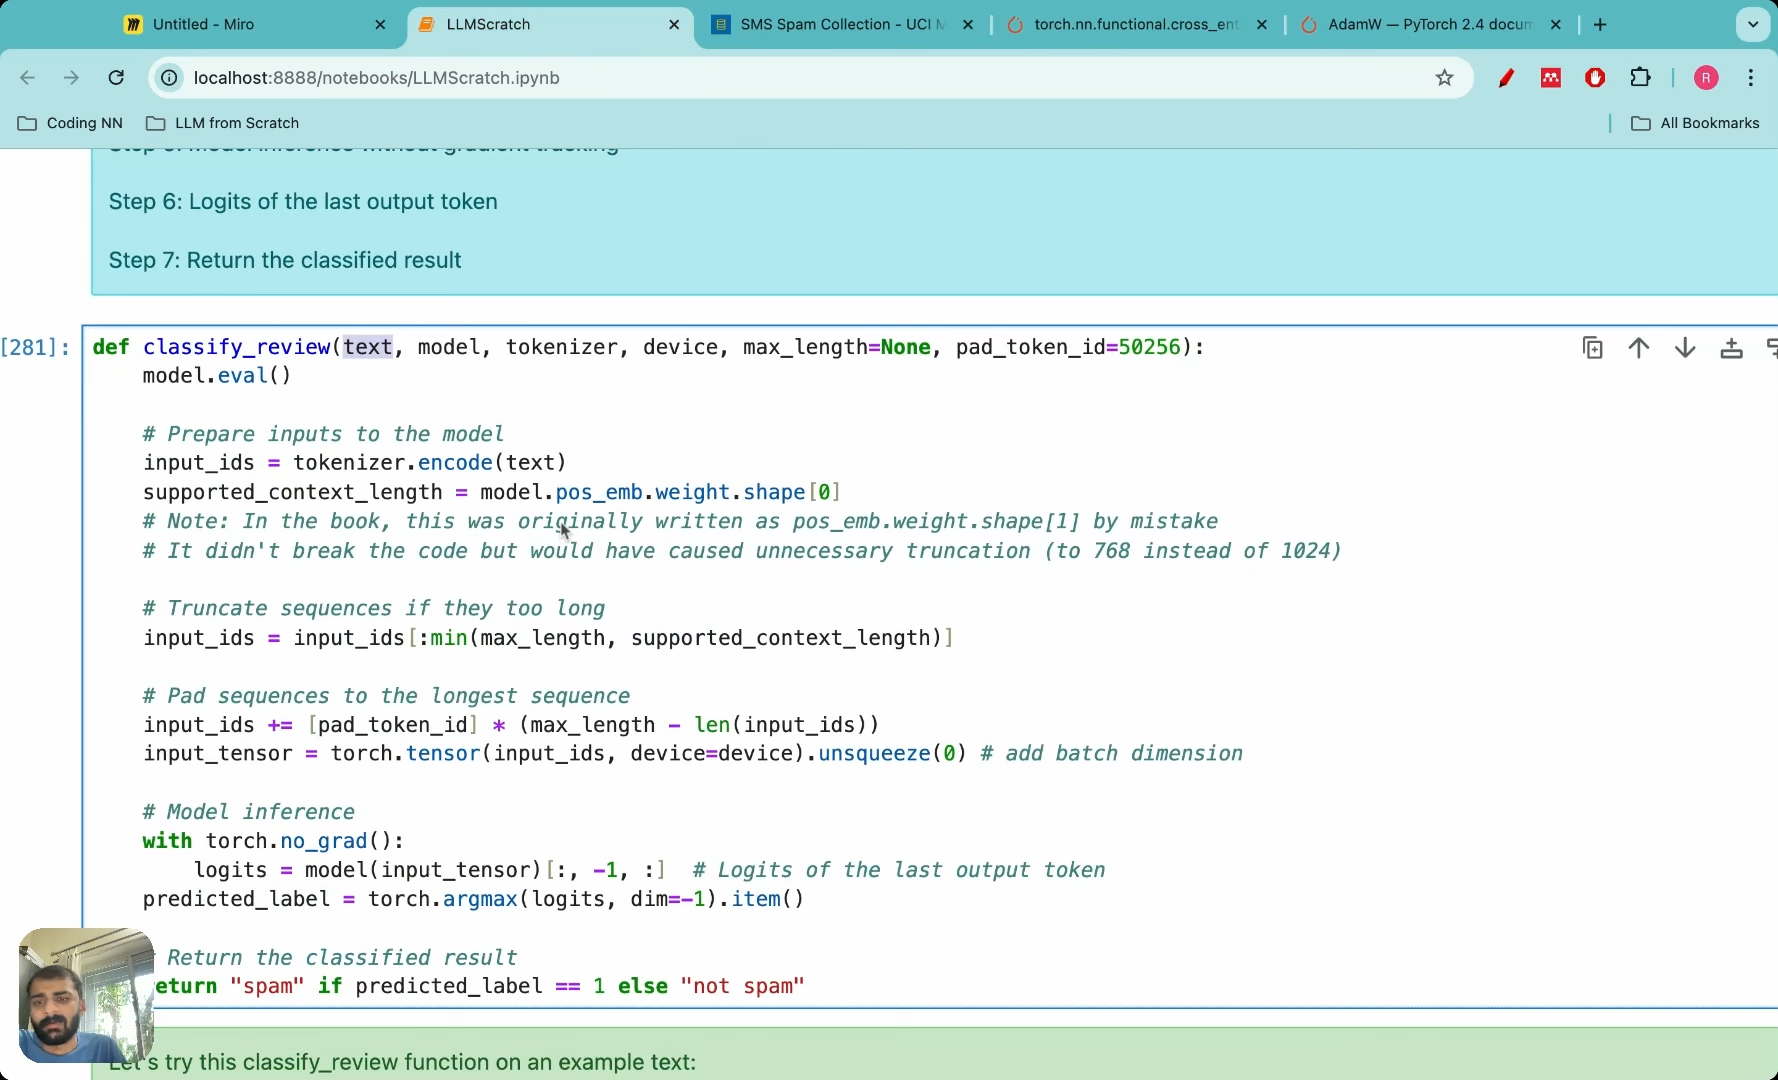 Untitled - Miro
LLMScratch
SMS Spam Collection - UCI M
torch.nn.functional.cross_ent
AdamW — PyTorch 2.4 docum
localhost:8888/notebooks/LLMScratch.ipynb
R
Coding NN
LLM from Scratch
All Bookmarks
Model inference without gradient tracking
Step 6: Logits of the last output token
Step 7: Return the classified result
[281]:
def classify_review(text, model, tokenizer, device, max_length=None, pad_token_id=50256):
    model.eval()
    # Prepare inputs to the model
    input_ids = tokenizer.encode(text)
    supported_context_length = model.pos_emb.weight.shape[0]
    # Note: In the book, this was originally written as pos_emb.weight.shape[1] by mistake
    # It didn't break the code but would have caused unnecessary truncation (to 768 instead of 1024)
    # Truncate sequences if they too long
    input_ids = input_ids[:min(max_length, supported_context_length)]
    # Pad sequences to the longest sequence
    input_ids += [pad_token_id] * (max_length - len(input_ids))
    input_tensor = torch.tensor(input_ids, device=device).unsqueeze(0) # add batch dimension
    # Model inference
    with torch.no_grad():
        logits = model(input_tensor)[:, -1, :]  # Logits of the last output token
    predicted_label = torch.argmax(logits, dim=-1).item()
    Return the classified result
    eturn "spam" if predicted_label == 1 else "not spam"
Let's try this classify_review function on an example text: